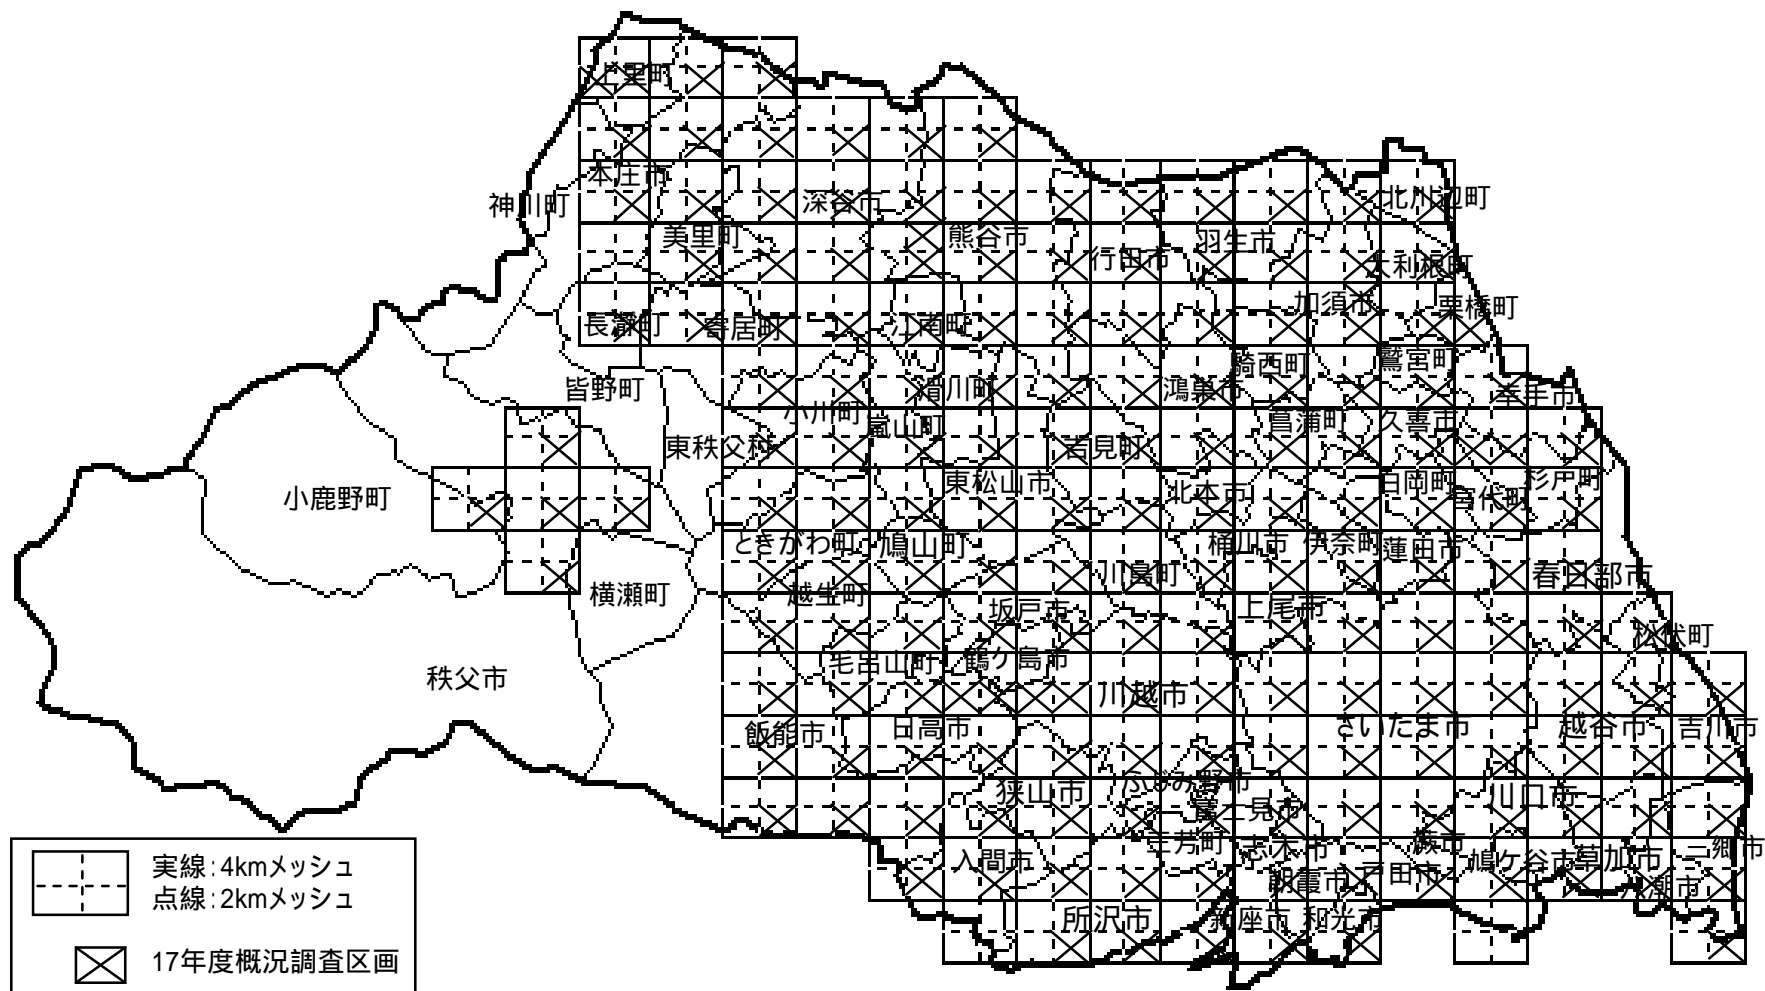 上里町
本庄市
神川町
深谷市
北川辺町
美里町
熊谷市
行田市
羽生市
大利根町
長瀞町
寄居町
江南町
加須市
栗橋町
皆野町
小川町
滑川町
嵐山町
鴻巣市
騎西町
鷲宮町
幸手市
菖蒲町
久喜市
東秩父村
吉見町
小鹿野町
東松山市
北本市
白岡町
宮代町
杉戸町
ときがわ町
鳩山町
川島町
桶川市
伊奈町
蓮田市
春日部市
横瀬町
越生町
坂戸市
上尾市
松伏町
秩父市
毛呂山町
鶴ケ島市
川越市
飯能市
日高市
さいたま市
越谷市
吉川市
狭山市
ふじみ野市
富士見市
川口市
入間市
三芳町
志木市
朝霞市
戸田市
蕨市
鳩ケ谷市
草加市
八潮市
三郷市
所沢市
新座市
和光市
実線:4kmメッシュ
点線:2kmメッシュ
17年度概況調査区画